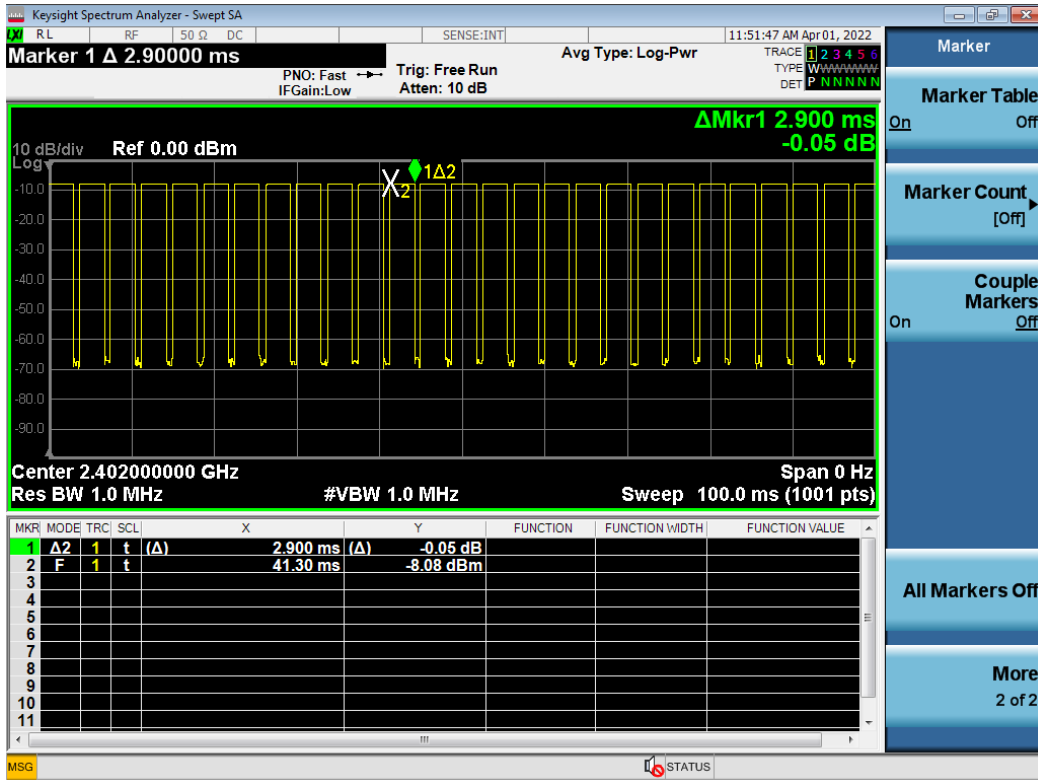 Keysight Spectrum Analyzer - Swept SA
LXI RL RF 50 Ω DC SENSE:INT 11:51:47 AM Apr 01, 2022
Marker 1 Δ 2.90000 ms
PNO: Fast
IFGain:Low
Trig: Free Run
Atten: 10 dB
Avg Type: Log-Pwr
TRACE 1 2 3 4 5 6
TYPE WWWWWW
DET P N N N N N
ΔMkr1 2.900 ms
-0.05 dB
10 dB/div Ref 0.00 dBm
Log
1Δ2
2
-10.0
-20.0
-30.0
-40.0
-50.0
-60.0
-70.0
-80.0
-90.0
Center 2.402000000 GHz Span 0 Hz
Res BW 1.0 MHz #VBW 1.0 MHz Sweep 100.0 ms (1001 pts)
MKR MODE TRC SCL X Y FUNCTION FUNCTION WIDTH FUNCTION VALUE
1 Δ2 1 t (Δ) 2.900 ms (Δ) -0.05 dB
2 F 1 t 41.30 ms -8.08 dBm
3
4
5
6
7
8
9
10
11
MSG STATUS
Marker
Marker Table
On Off
Marker Count
[Off]
Couple
Markers
On Off
All Markers Off
More
2 of 2